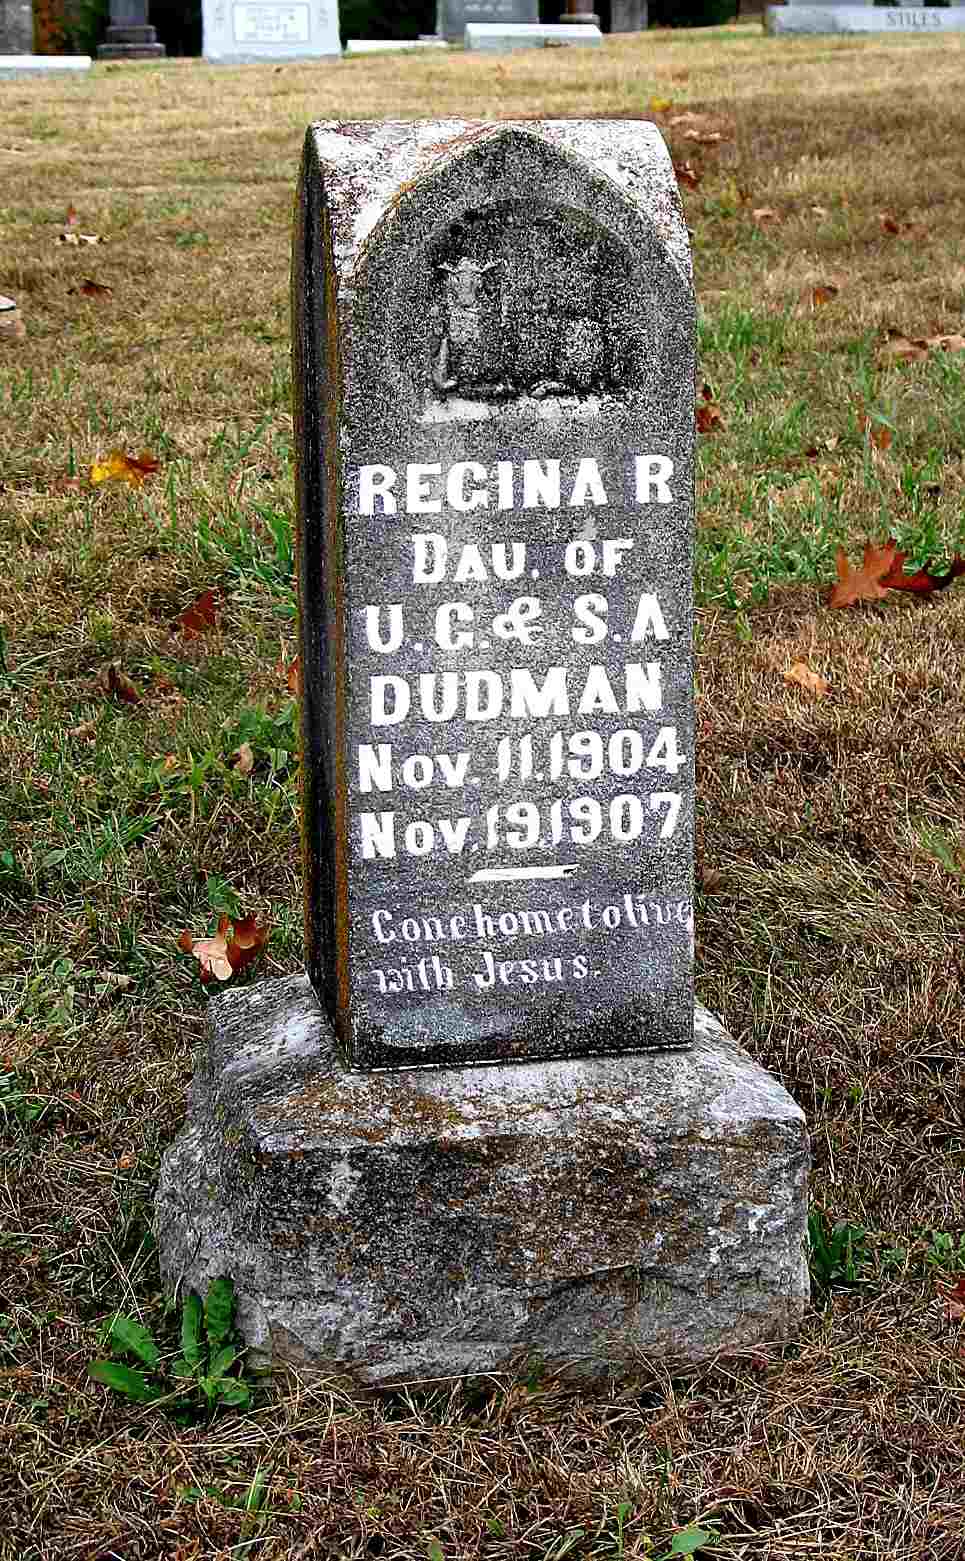 STILES
REGINA R
DAU. OF
U. G. & S. A
DUDMAN
NOV. 11. 1904
NOV. 19. 1907
Gone home to live
with Jesus.